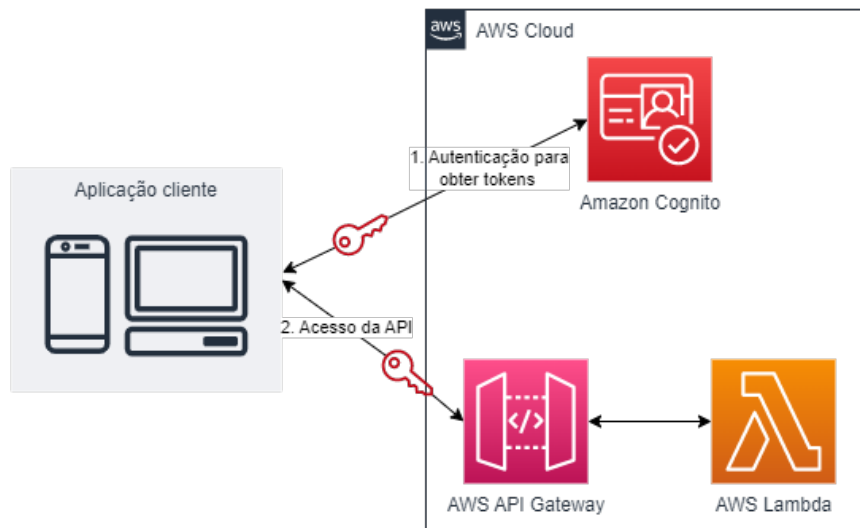 aws
AWS Cloud
1. Autenticação para
obter tokens
Amazon Cognito
Aplicação cliente
2. Acesso da API
</>
AWS API Gateway
AWS Lambda